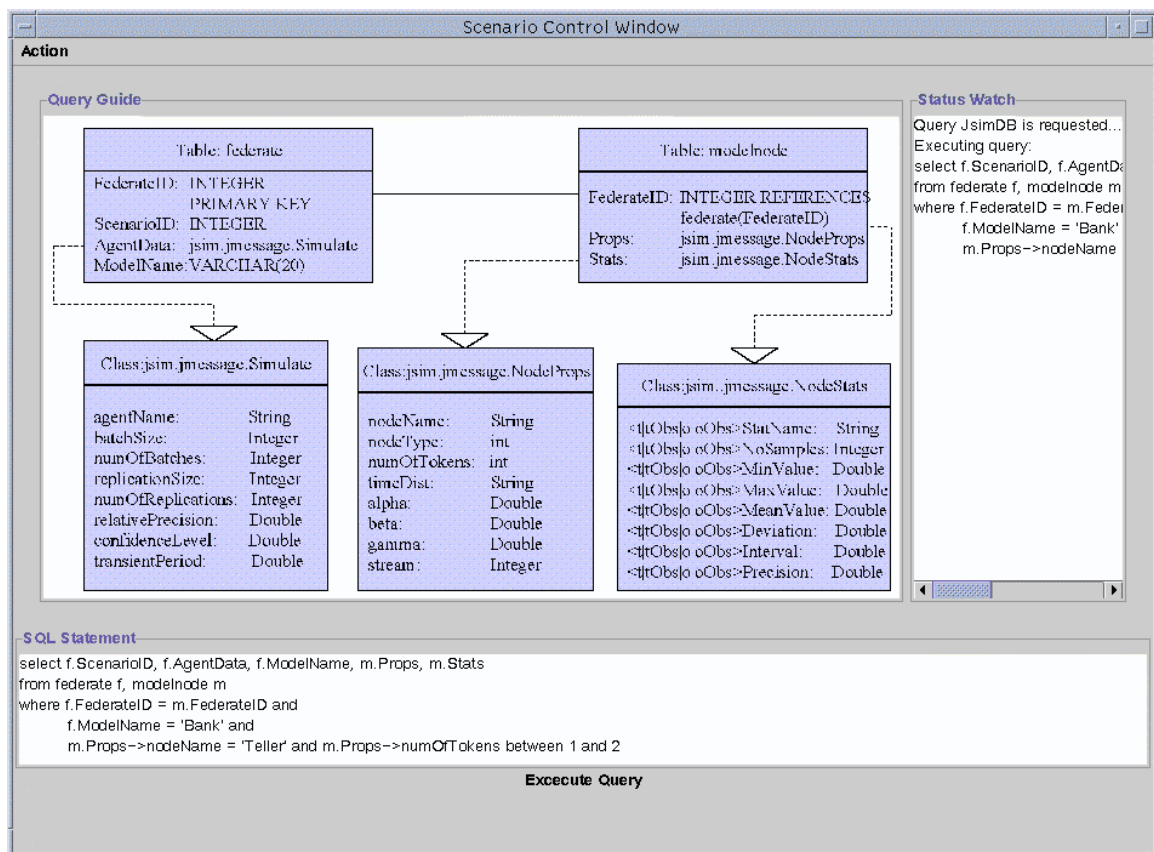 Scenario Control Window
Action
Query Guide
Table: federate
FederateID: INTEGER
PRIMARY KEY
ScenarioID: INTEGER
AgentData: jsim.jmessage.Simulate
ModelName: VARCHAR(20)
Table: modelnode
FederateID: INTEGER REFERENCES
federate(FederateID)
Props: jsim.jmessage.NodeProps
Stats: jsim.jmessage.NodeStats
Class:jsim.jmessage.Simulate
agentName: String
batchSize: Integer
numOfBatches: Integer
replicationSize: Integer
numOfReplications: Integer
relativePrecision: Double
confidenceLevel: Double
transientPeriod: Double
Class:jsim.jmessage.NodeProps
nodeName: String
nodeType: int
numOfTokens: int
timeDist: String
alpha: Double
beta: Double
gamma: Double
stream: Integer
Class:jsim..jmessage.NodeStats
<t|tObs|o oObs>StatName: String
<t|tObs|o oObs>NoSamples: Integer
<t|tObs|o oObs>MinValue: Double
<t|tObs|o oObs>MaxValue: Double
<t|tObs|o oObs>MeanValue: Double
<t|tObs|o oObs>Deviation: Double
<t|tObs|o oObs>Interval: Double
<t|tObs|o oObs>Precision: Double
Status Watch
Query JsimDB is requested...
Executing query:
select f.ScenarioID, f.AgentDa
from federate f, modelnode m
where f.FederateID = m.Feder
f.ModelName = 'Bank'
m.Props->nodeName
SQL Statement
select f.ScenarioID, f.AgentData, f.ModelName, m.Props, m.Stats
from federate f, modelnode m
where f.FederateID = m.FederateID and
f.ModelName = 'Bank' and
m.Props->nodeName = 'Teller' and m.Props->numOfTokens between 1 and 2
Excecute Query